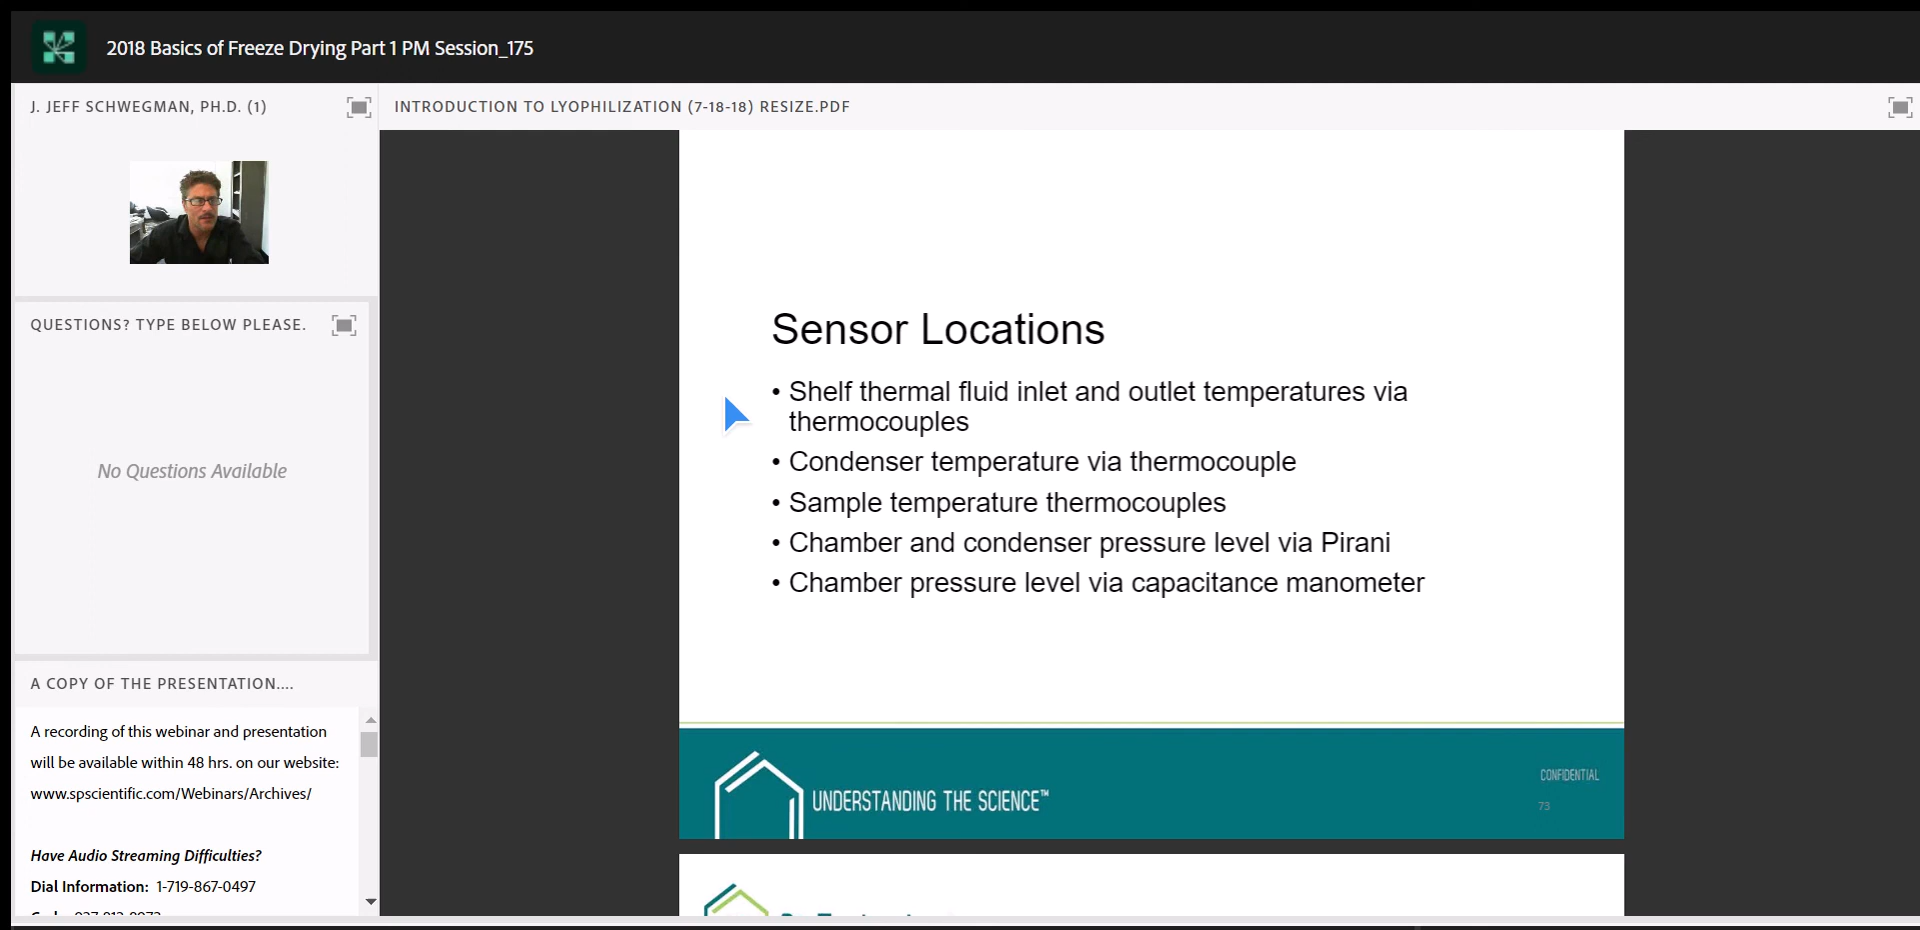 2018 Basics of Freeze Drying Part 1 PM Session_175
J. JEFF SCHWEGMAN, PH.D. (1)
INTRODUCTION TO LYOPHILIZATION (7-18-18) RESIZE.PDF
QUESTIONS? TYPE BELOW PLEASE.
No Questions Available
A COPY OF THE PRESENTATION....
A recording of this webinar and presentation
will be available within 48 hrs. on our website:
www.spscientific.com/Webinars/Archives/
Have Audio Streaming Difficulties?
Dial Information: 1-719-867-0497
Sensor Locations
• Shelf thermal fluid inlet and outlet temperatures via
thermocouples
• Condenser temperature via thermocouple
• Sample temperature thermocouples
• Chamber and condenser pressure level via Pirani
• Chamber pressure level via capacitance manometer
UNDERSTANDING THE SCIENCE™
CONFIDENTIAL
73